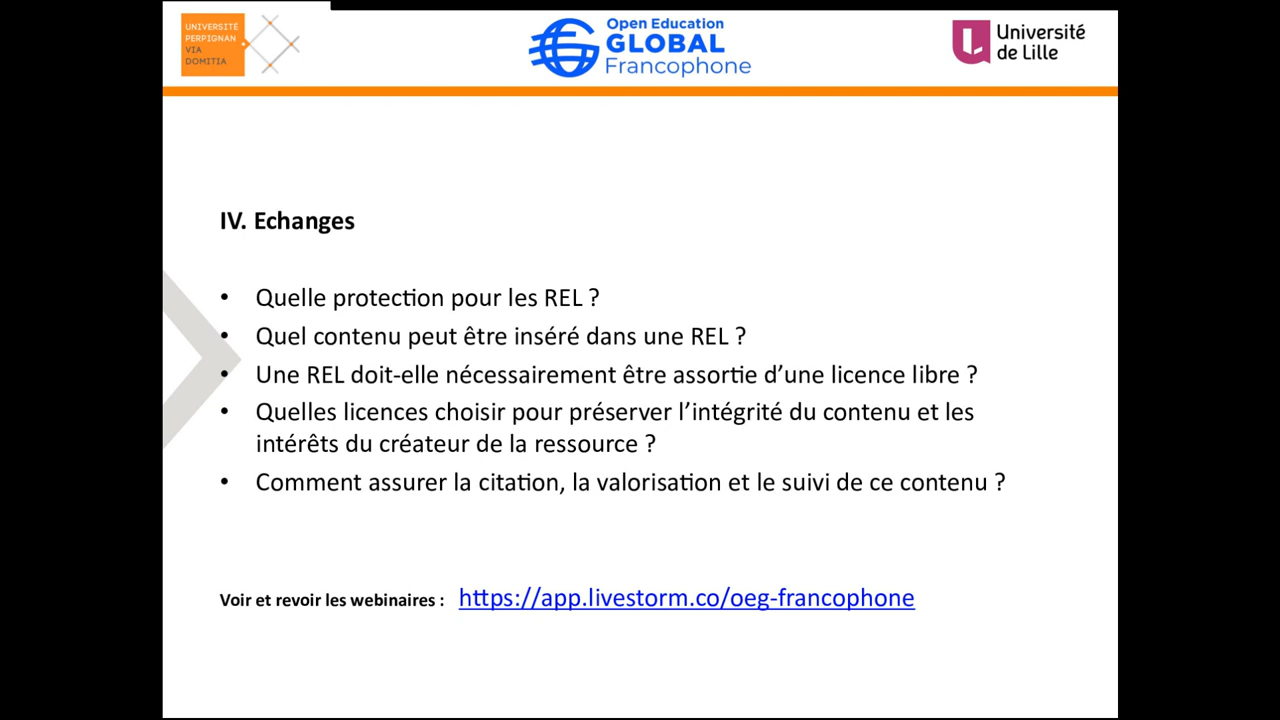 UNIVERSITÉ
PERPIGNAN
VIA
DOMITIA
Open Education
GLOBAL
Francophone
Université
de Lille
IV. Echanges
• Quelle protection pour les REL ?
• Quel contenu peut être inséré dans une REL ?
• Une REL doit-elle nécessairement être assortie d’une licence libre ?
• Quelles licences choisir pour préserver l’intégrité du contenu et les
intérêts du créateur de la ressource ?
• Comment assurer la citation, la valorisation et le suivi de ce contenu ?
Voir et revoir les webinaires : https://app.livestorm.co/oeg-francophone